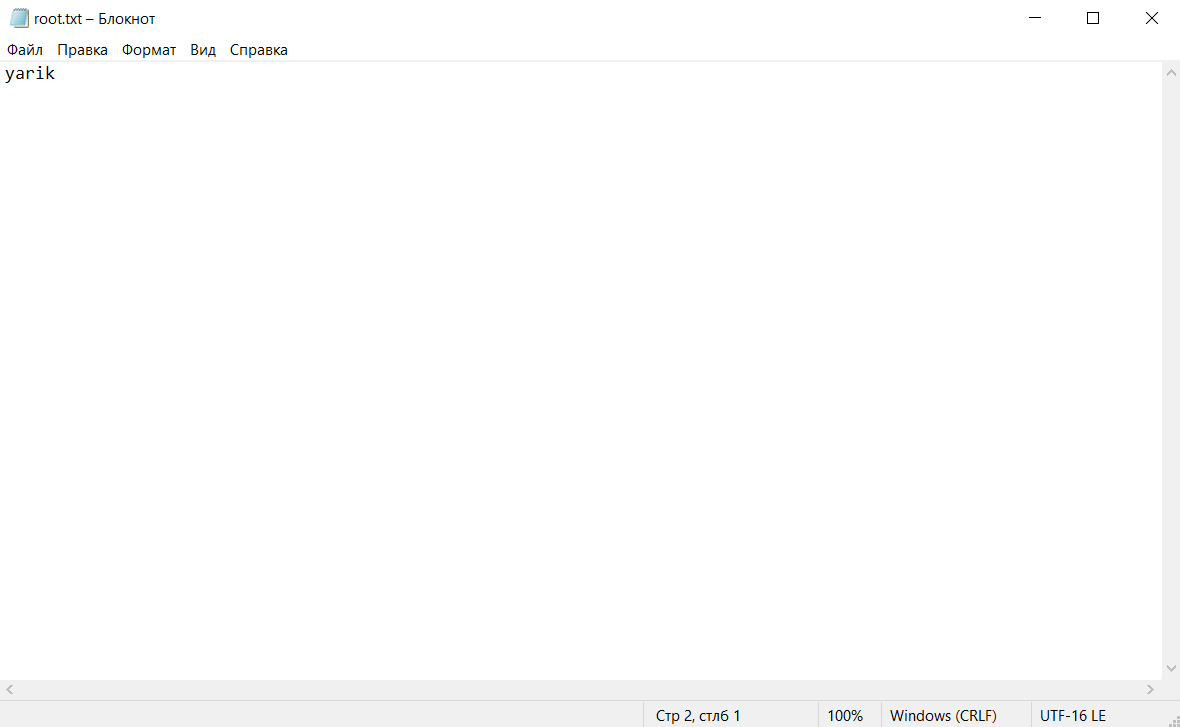 root.txt – Блокнот
Файл Правка Формат Вид Справка
yarik
Стр 2, стлб 1 100% Windows (CRLF) UTF-16 LE